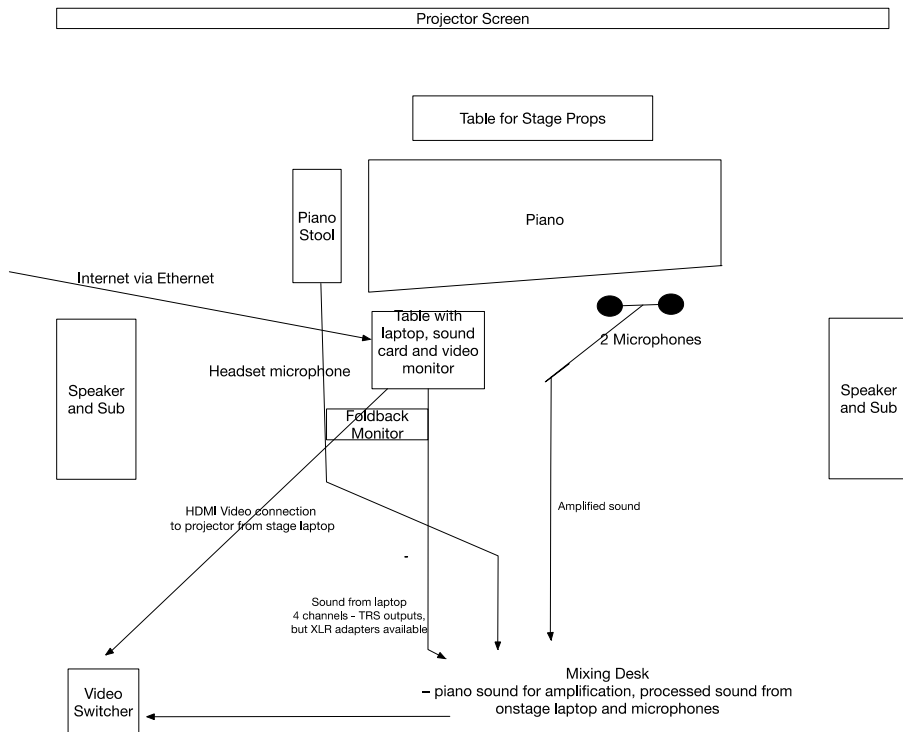 Projector Screen
Table for Stage Props
Piano
Stool
Piano
Internet via Ethernet
Table with
laptop, sound
card and video
monitor
2 Microphones
Headset microphone
Speaker
and Sub
Speaker
and Sub
Foldback
Monitor
HDMI Video connection
to projector from stage laptop
Amplified sound
-
Sound from laptop
4 channels - TRS outputs,
but XLR adapters available
Mixing Desk
– piano sound for amplification, processed sound from
onstage laptop and microphones
Video
Switcher